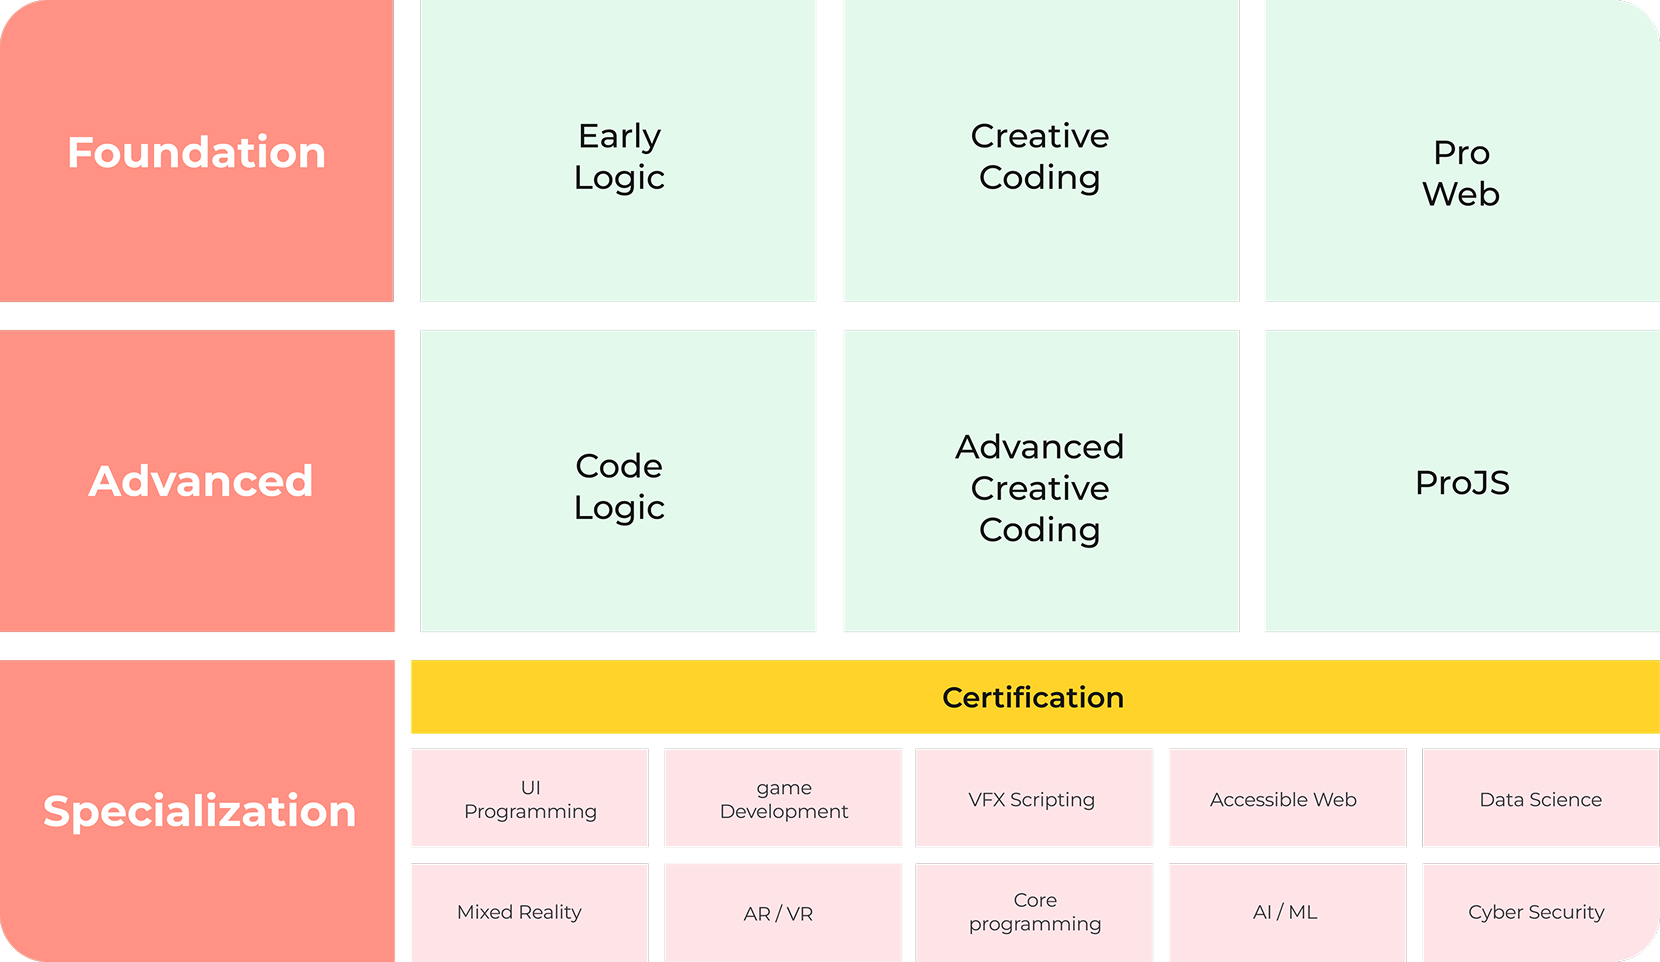 Foundation
Early
Logic
Creative
Coding
Pro
Web
Advanced
Code
Logic
Advanced
Creative
Coding
ProJS
Specialization
Certification
UI
Programming
game
Development
VFX Scripting
Accessible Web
Data Science
Mixed Reality
AR / VR
Core
programming
AI / ML
Cyber Security